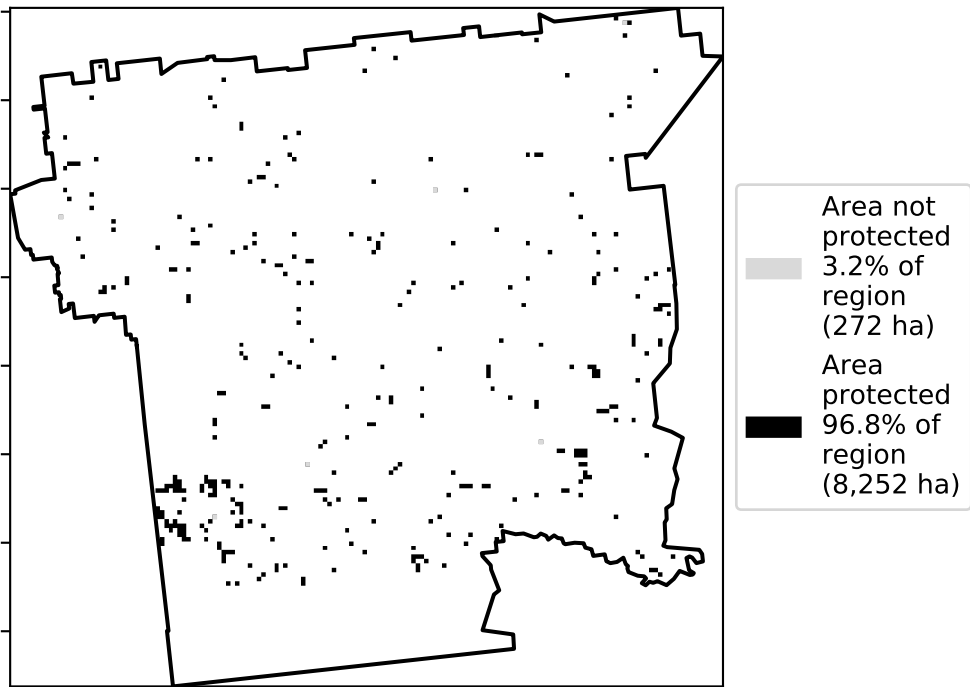 Area not
protected
3.2% of
region
(272 ha)
Area
protected
96.8% of
region
(8,252 ha)